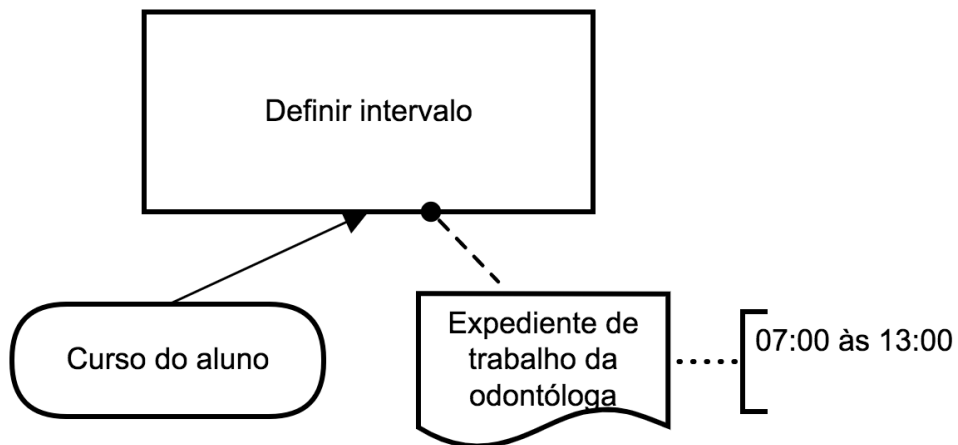 Definir intervalo
Curso do aluno
Expediente de
trabalho da
odontóloga
07:00 às 13:00